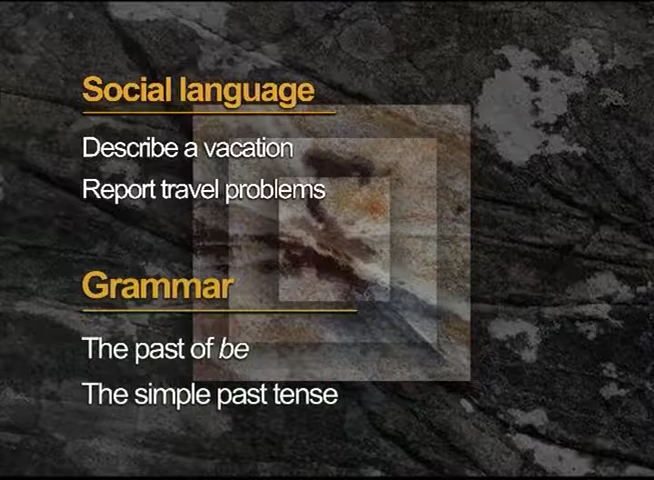 Social language
Describe a vacation
Report travel problems
Grammar
The past of be
The simple past tense